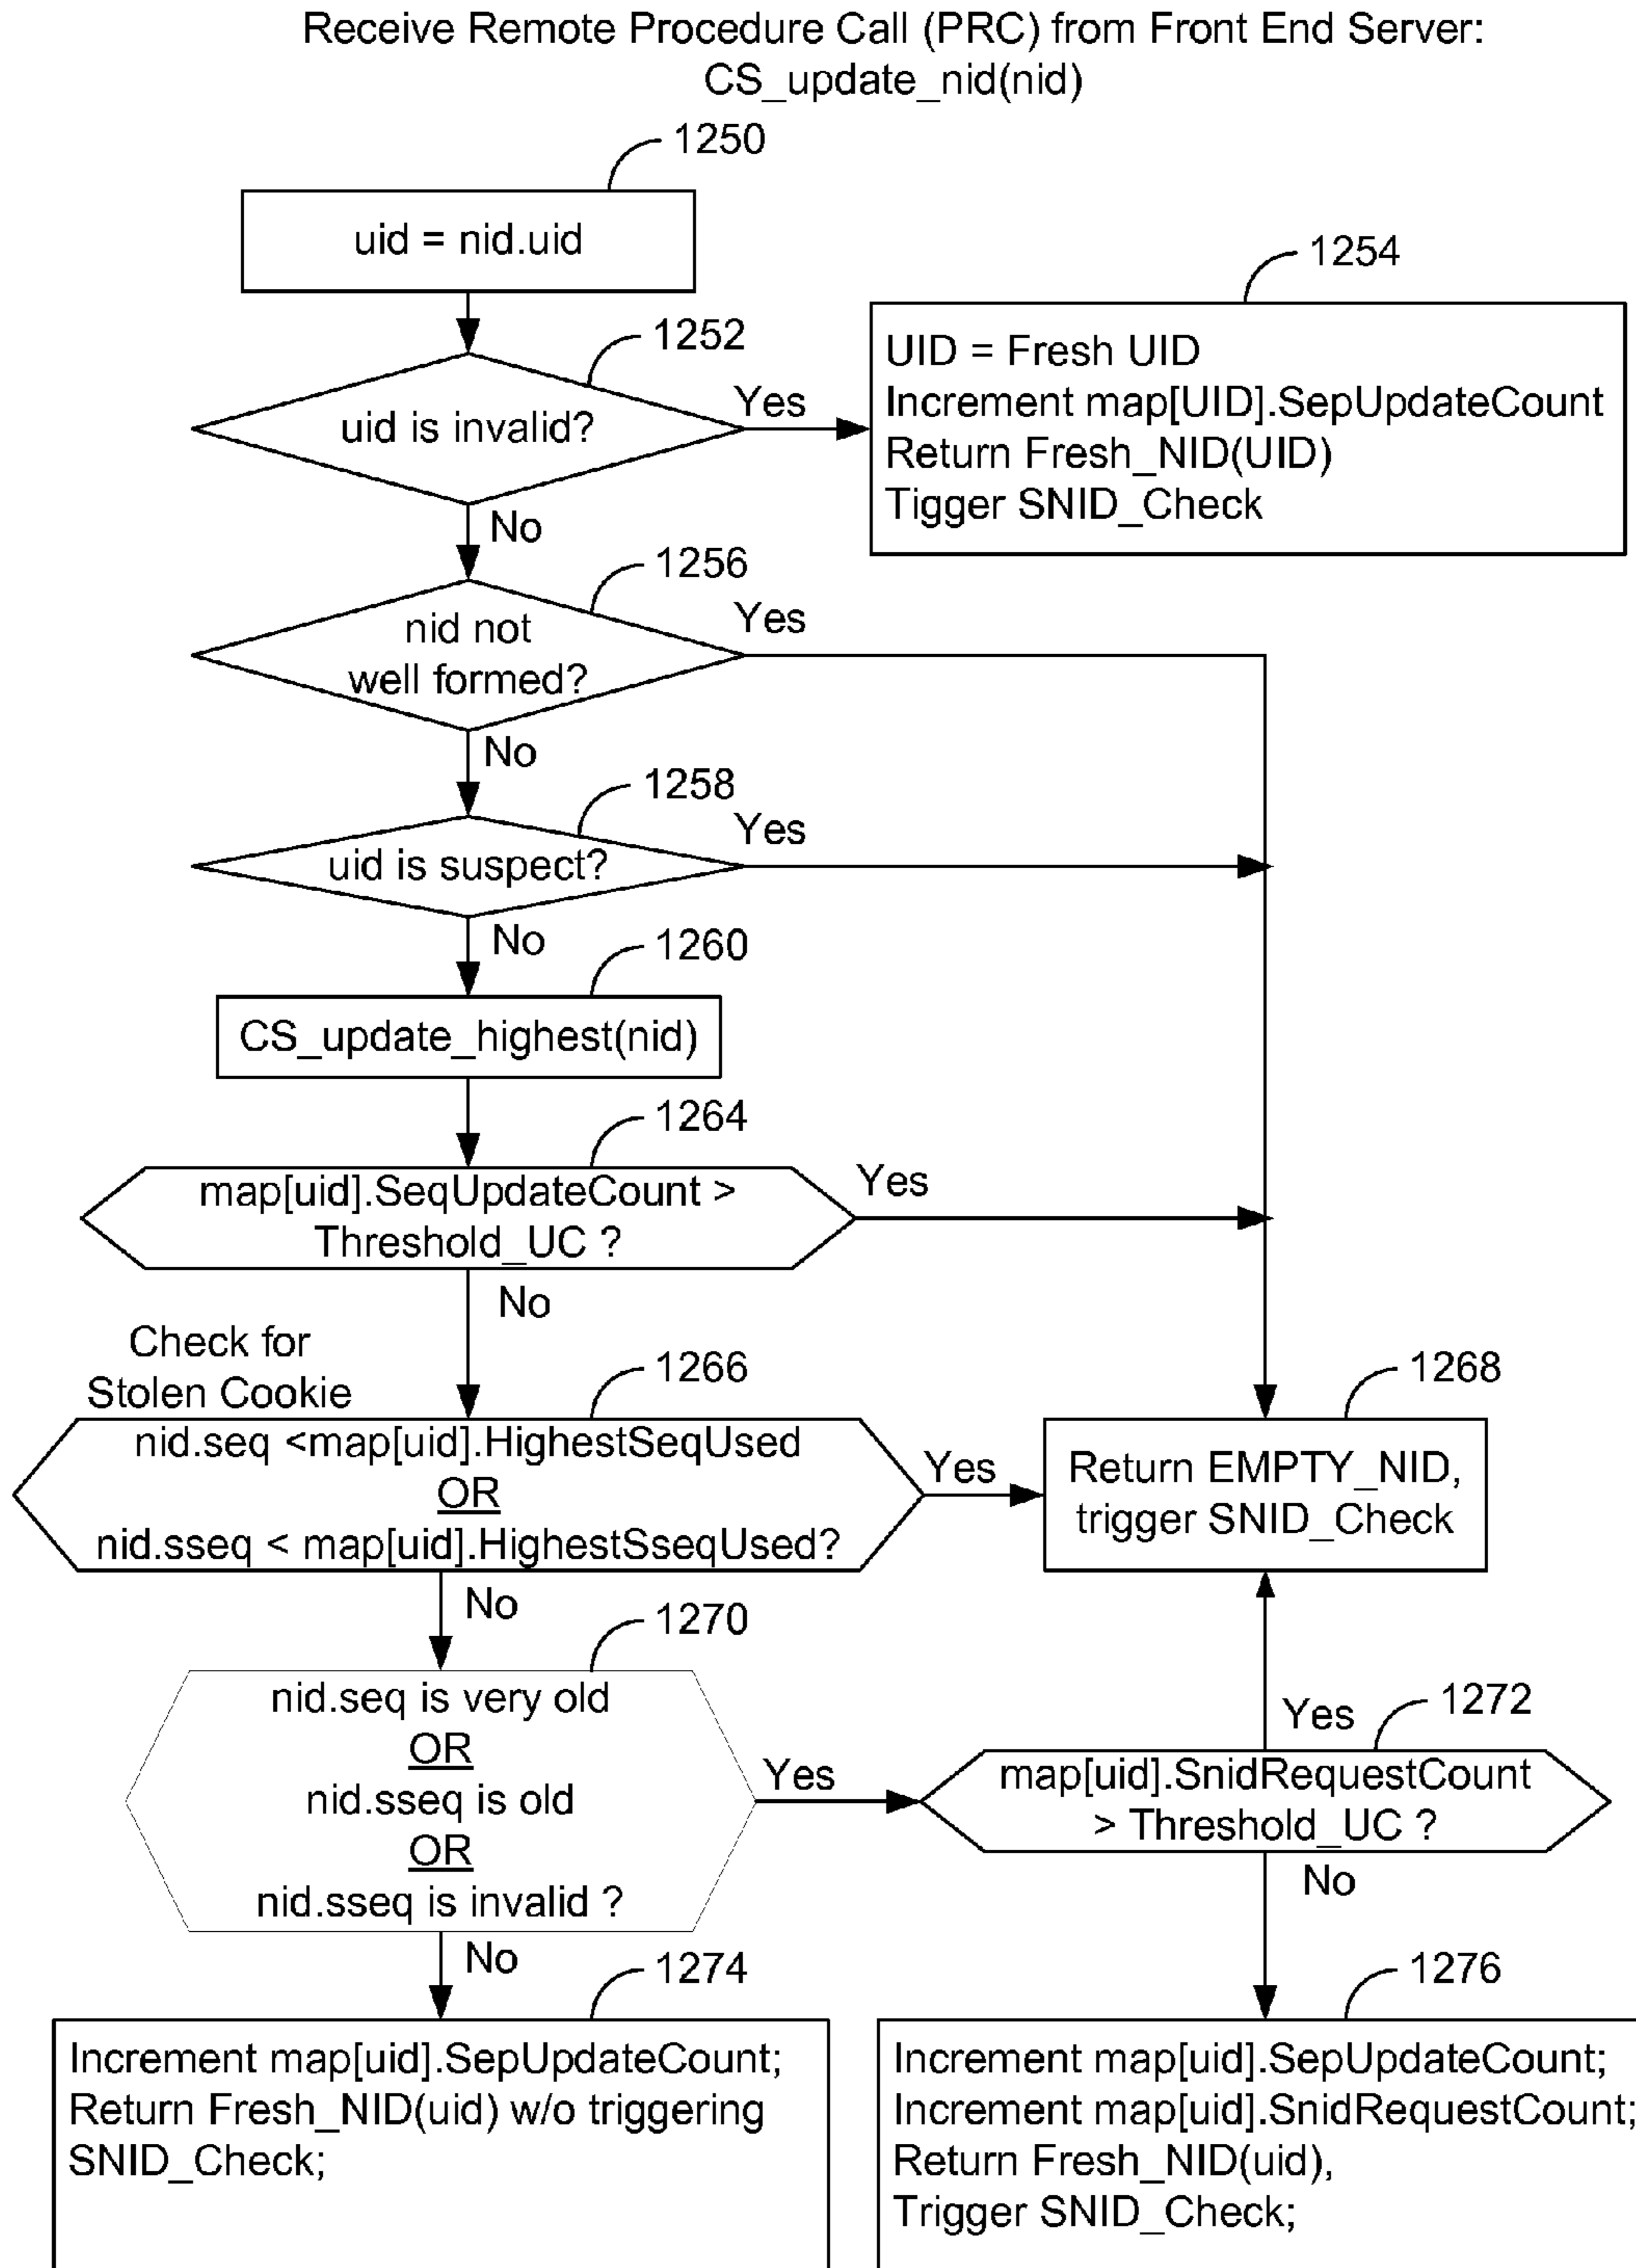 Receive Remote Procedure Call (PRC) from Front End Server:
CS_update_nid(nid)
1250
uid = nid.uid
1254
1252
uid is invalid?
Yes
UID = Fresh UID
Increment map[UID].SepUpdateCount
Return Fresh_NID(UID)
Tigger SNID_Check
No
1256
nid not
well formed?
Yes
No
1258
uid is suspect?
Yes
No
1260
CS_update_highest(nid)
1264
map[uid].SeqUpdateCount >
Threshold_UC ?
Yes
No
Check for
Stolen Cookie
1266
nid.seq <map[uid].HighestSeqUsed
OR
nid.sseq < map[uid].HighestSseqUsed?
Yes
1268
Return EMPTY_NID,
trigger SNID_Check
No
1270
nid.seq is very old
OR
nid.sseq is old
OR
nid.sseq is invalid ?
Yes
Yes
1272
map[uid].SnidRequestCount
> Threshold_UC ?
No
No
1274
Increment map[uid].SepUpdateCount;
Return Fresh_NID(uid) w/o triggering
SNID_Check;
1276
Increment map[uid].SepUpdateCount;
Increment map[uid].SnidRequestCount;
Return Fresh_NID(uid),
Trigger SNID_Check;